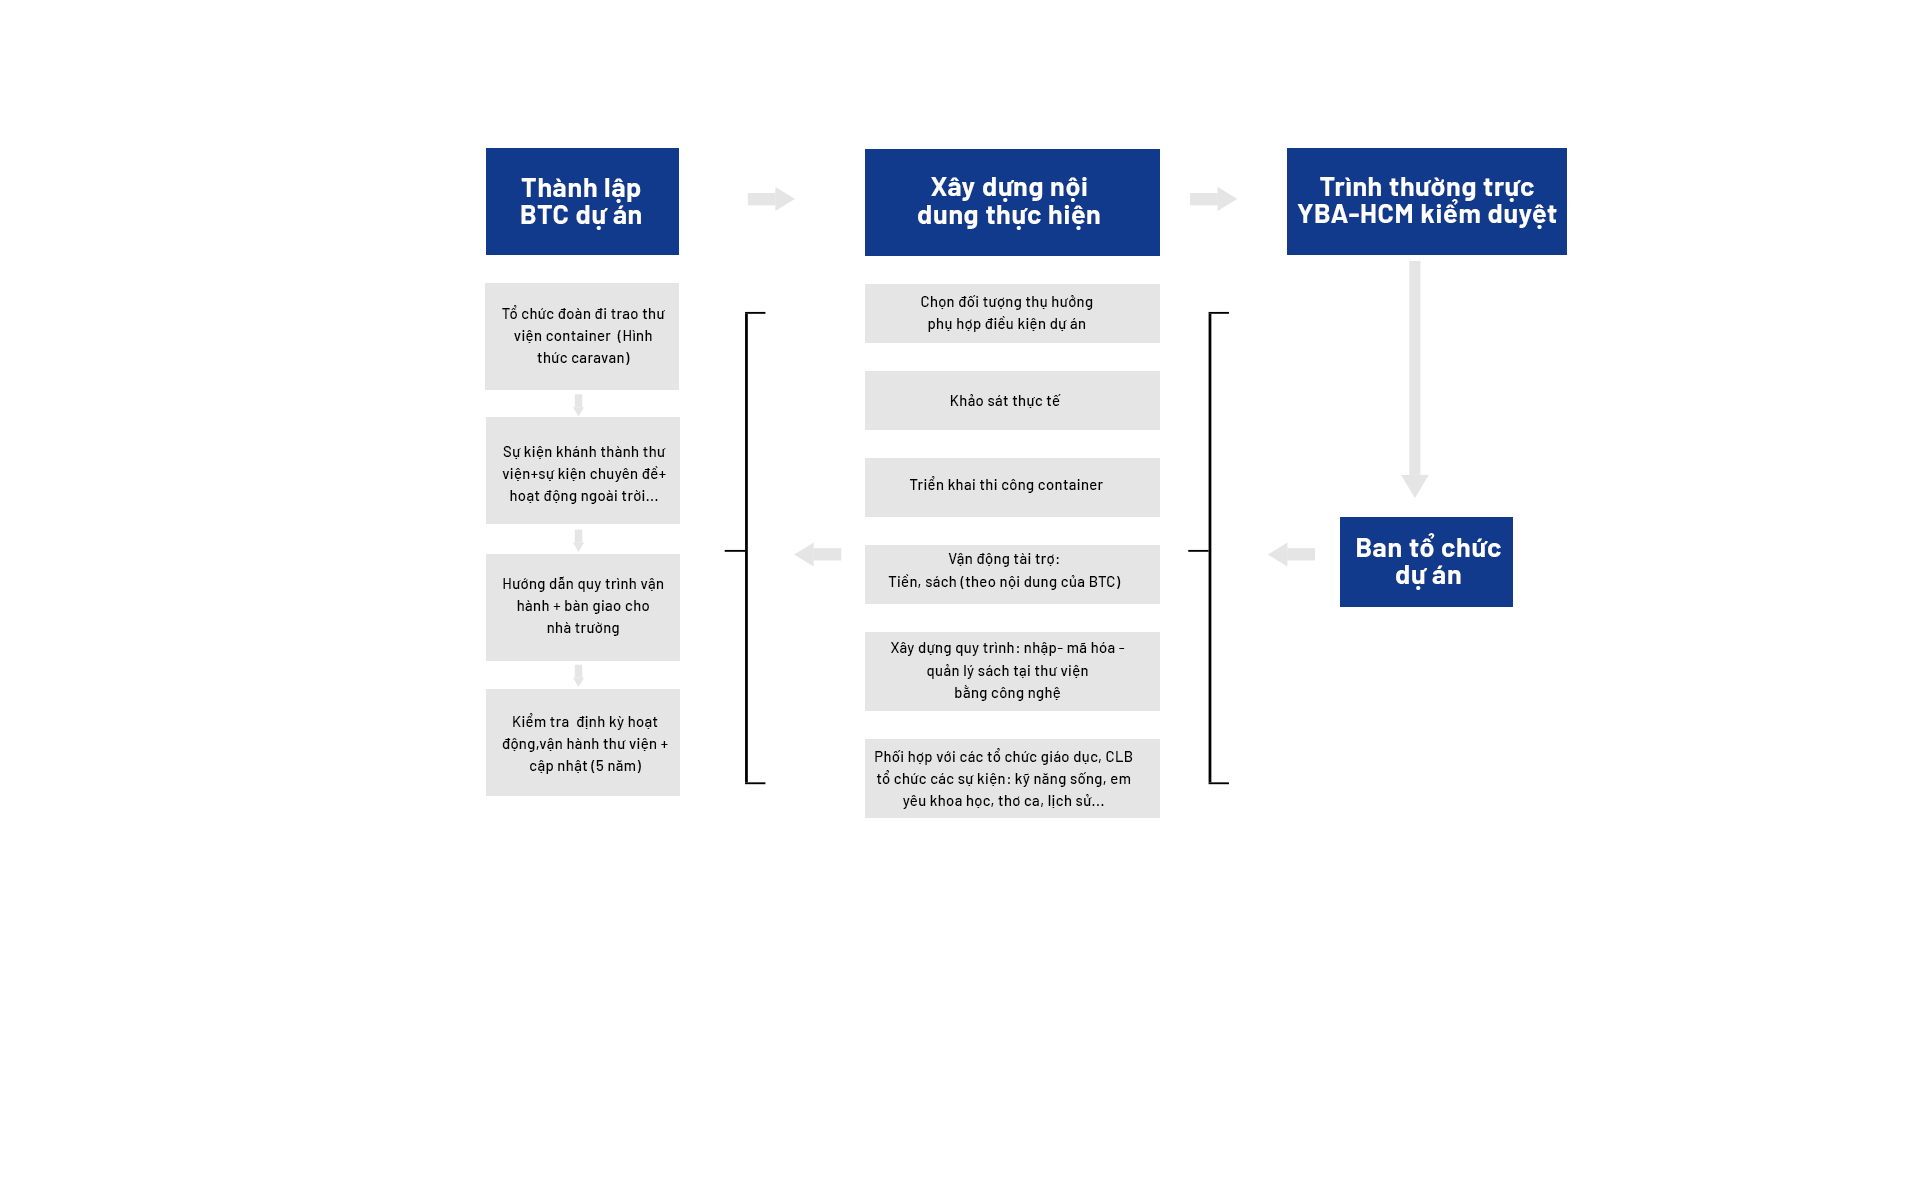 Thành lập
BTC dự án
Xây dựng nội
dung thực hiện
Trình thường trực
YBA-HCM kiểm duyệt
Tổ chức đoàn đi trao thư
viện container (Hình
thức caravan)
Sự kiện khánh thành thư
viện+sự kiện chuyên đề+
hoạt động ngoài trời...
Hướng dẫn quy trình vận
hành + bàn giao cho
nhà trường
Kiểm tra định kỳ hoạt
động,vận hành thư viện +
cập nhật (5 năm)
Chọn đối tượng thụ hưởng
phụ hợp điều kiện dự án
Khảo sát thực tế
Triển khai thi công container
Vận động tài trợ:
Tiền, sách (theo nội dung của BTC)
Xây dựng quy trình: nhập- mã hóa -
quản lý sách tại thư viện
bằng công nghệ
Phối hợp với các tổ chức giáo dục, CLB
tổ chức các sự kiện: kỹ năng sống, em
yêu khoa học, thơ ca, lịch sử...
Ban tổ chức
dự án